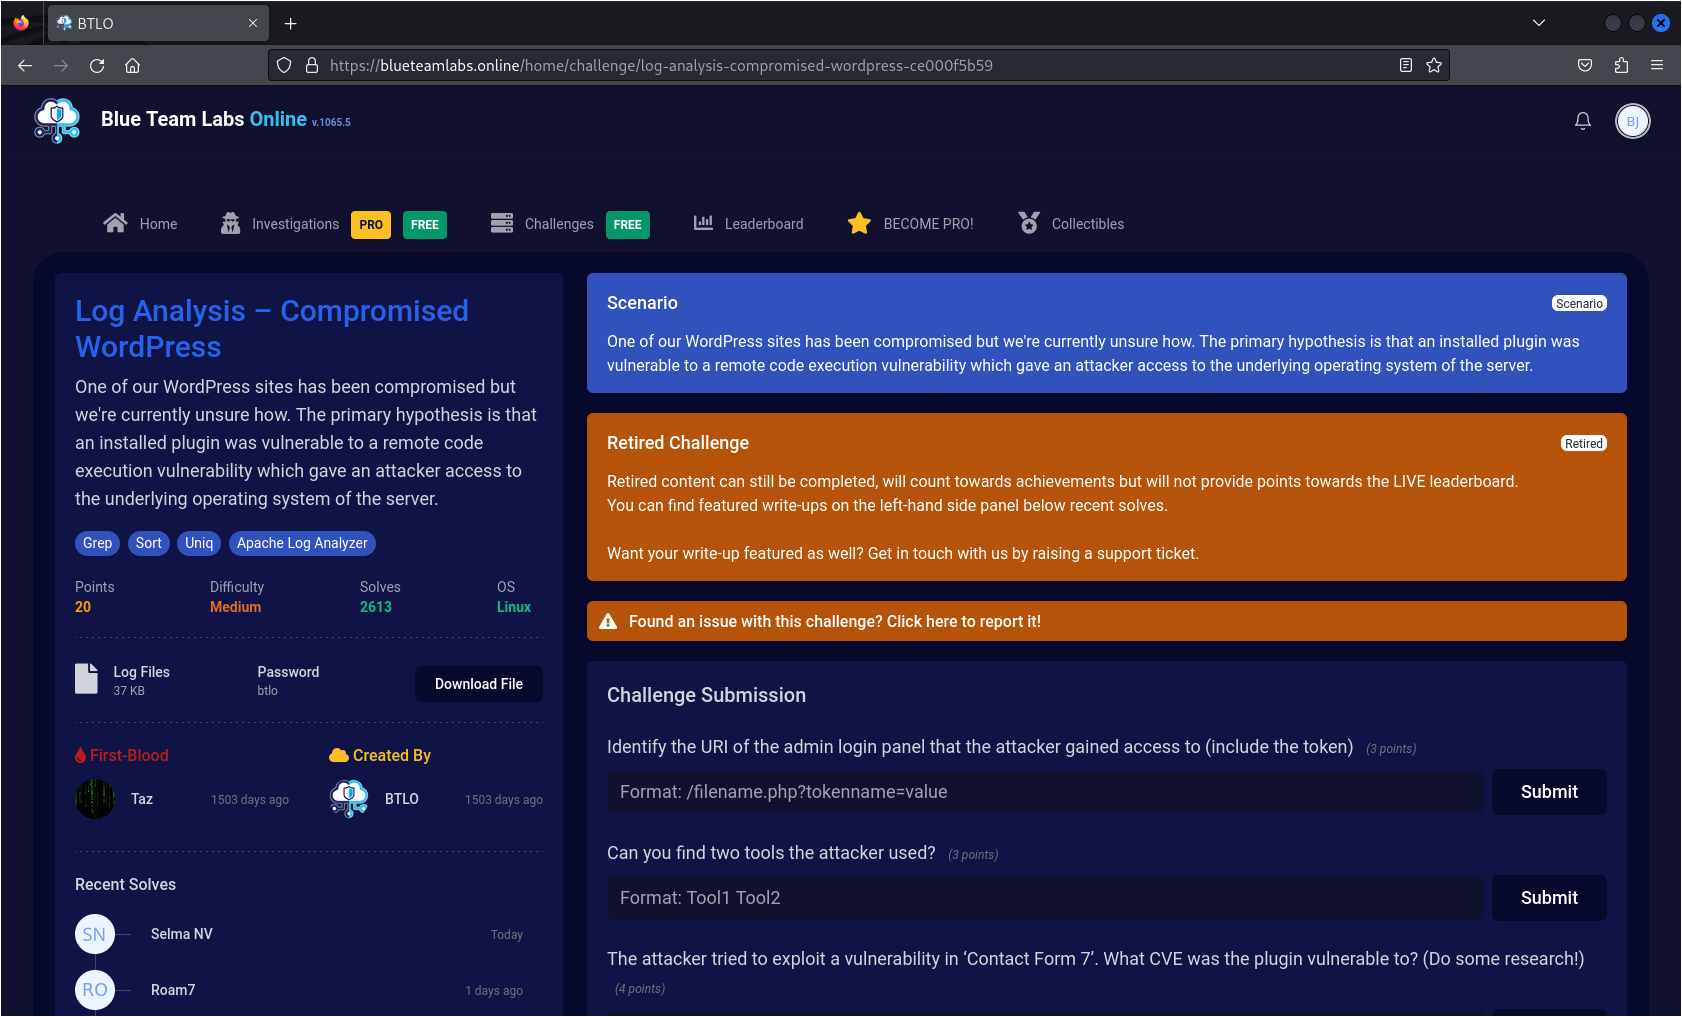 BTLO
https://blueteamlabs.online/home/challenge/log-analysis-compromised-wordpress-ce000f5b59
Blue Team Labs Online v.1065.5
BJ
Home
Investigations PRO FREE
Challenges FREE
Leaderboard
BECOME PRO!
Collectibles
Log Analysis – Compromised
WordPress
One of our WordPress sites has been compromised but
we're currently unsure how. The primary hypothesis is that
an installed plugin was vulnerable to a remote code
execution vulnerability which gave an attacker access to
the underlying operating system of the server.
Grep Sort Uniq Apache Log Analyzer
Points Difficulty Solves OS
20 Medium 2613 Linux
Log Files Password
37 KB btlo
Download File
First-Blood Created By
Taz 1503 days ago BTLO 1503 days ago
Recent Solves
SN Selma NV Today
RO Roam7 1 days ago
Scenario Scenario
One of our WordPress sites has been compromised but we're currently unsure how. The primary hypothesis is that an installed plugin was
vulnerable to a remote code execution vulnerability which gave an attacker access to the underlying operating system of the server.
Retired Challenge Retired
Retired content can still be completed, will count towards achievements but will not provide points towards the LIVE leaderboard.
You can find featured write-ups on the left-hand side panel below recent solves.
Want your write-up featured as well? Get in touch with us by raising a support ticket.
Found an issue with this challenge? Click here to report it!
Challenge Submission
Identify the URI of the admin login panel that the attacker gained access to (include the token) (3 points)
Format: /filename.php?tokenname=value Submit
Can you find two tools the attacker used? (3 points)
Format: Tool1 Tool2 Submit
The attacker tried to exploit a vulnerability in ‘Contact Form 7’. What CVE was the plugin vulnerable to? (Do some research!)
(4 points)